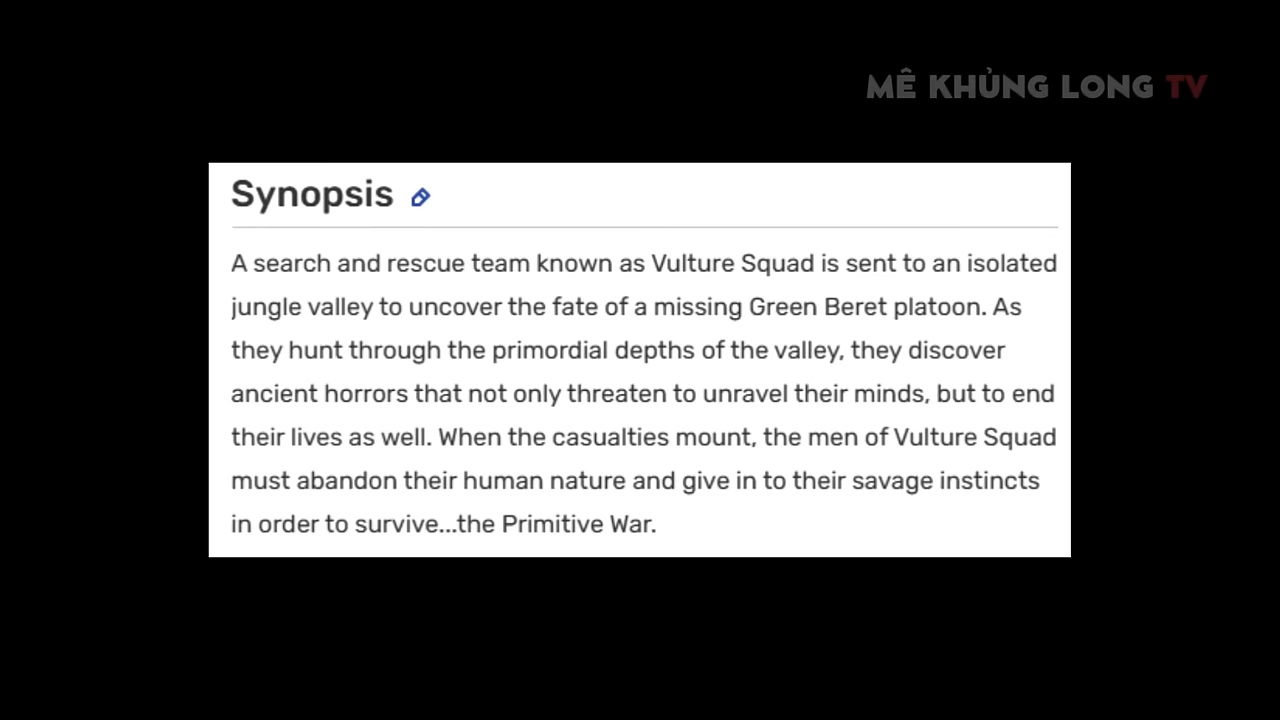 MÊ KHỦNG LONG TV
Synopsis
A search and rescue team known as Vulture Squad is sent to an isolated
jungle valley to uncover the fate of a missing Green Beret platoon. As
they hunt through the primordial depths of the valley, they discover
ancient horrors that not only threaten to unravel their minds, but to end
their lives as well. When the casualties mount, the men of Vulture Squad
must abandon their human nature and give in to their savage instincts
in order to survive...the Primitive War.